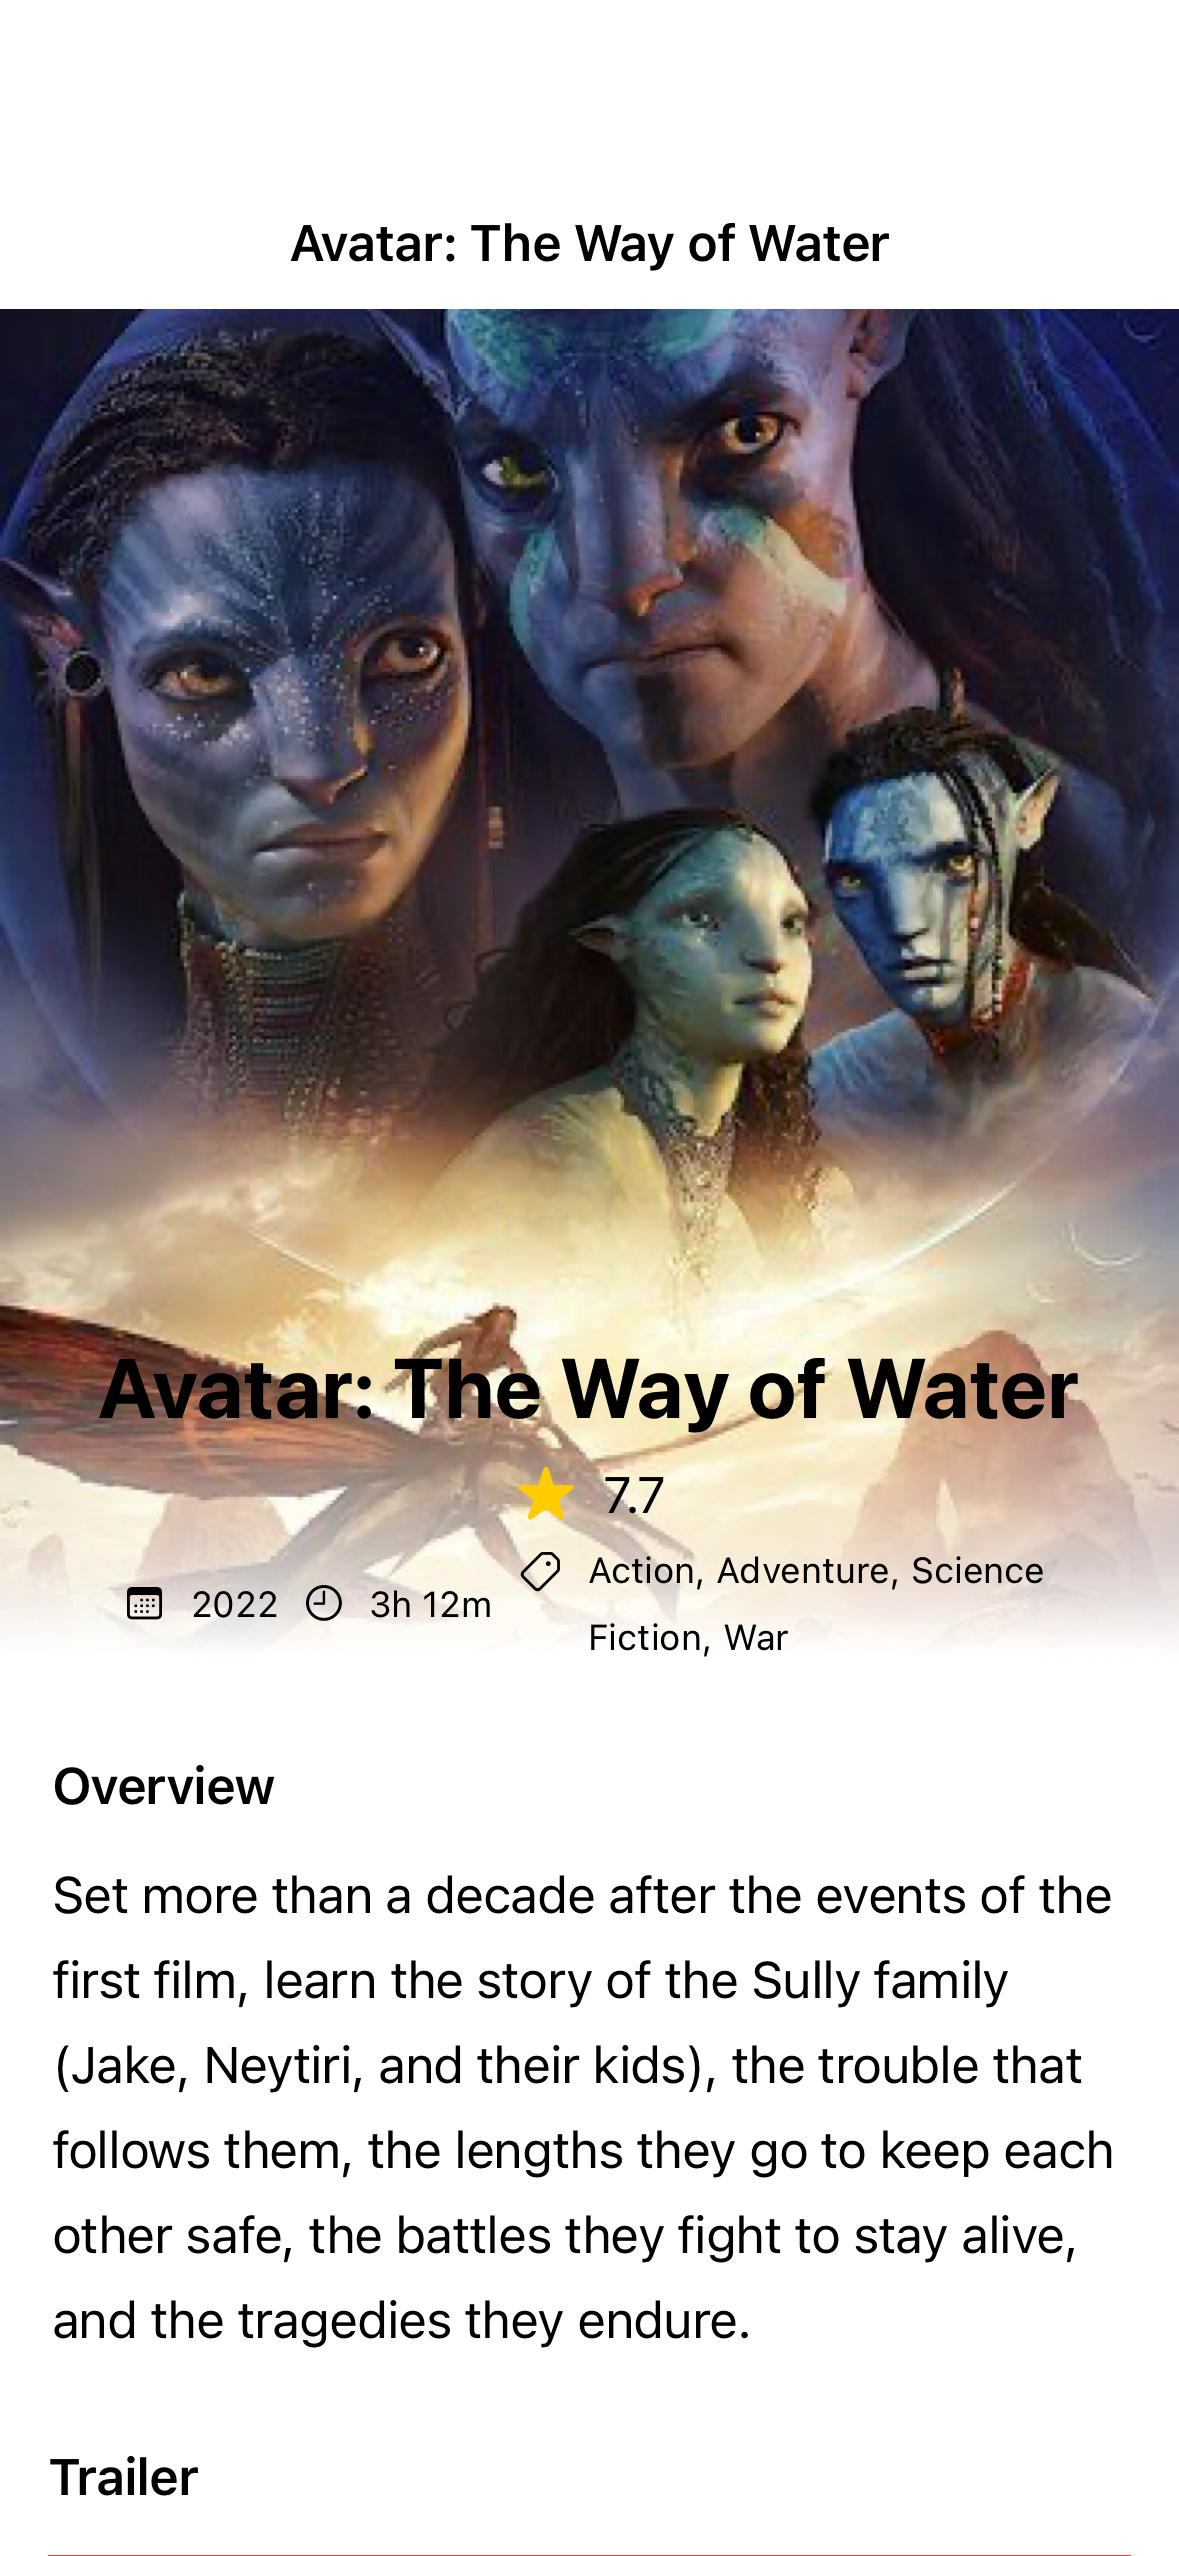 Avatar: The Way of Water
Avatar: The Way of Water
7.7
2022 3h 12m
Action, Adventure, Science
Fiction, War
Overview
Set more than a decade after the events of the
first film, learn the story of the Sully family
(Jake, Neytiri, and their kids), the trouble that
follows them, the lengths they go to keep each
other safe, the battles they fight to stay alive,
and the tragedies they endure.
Trailer